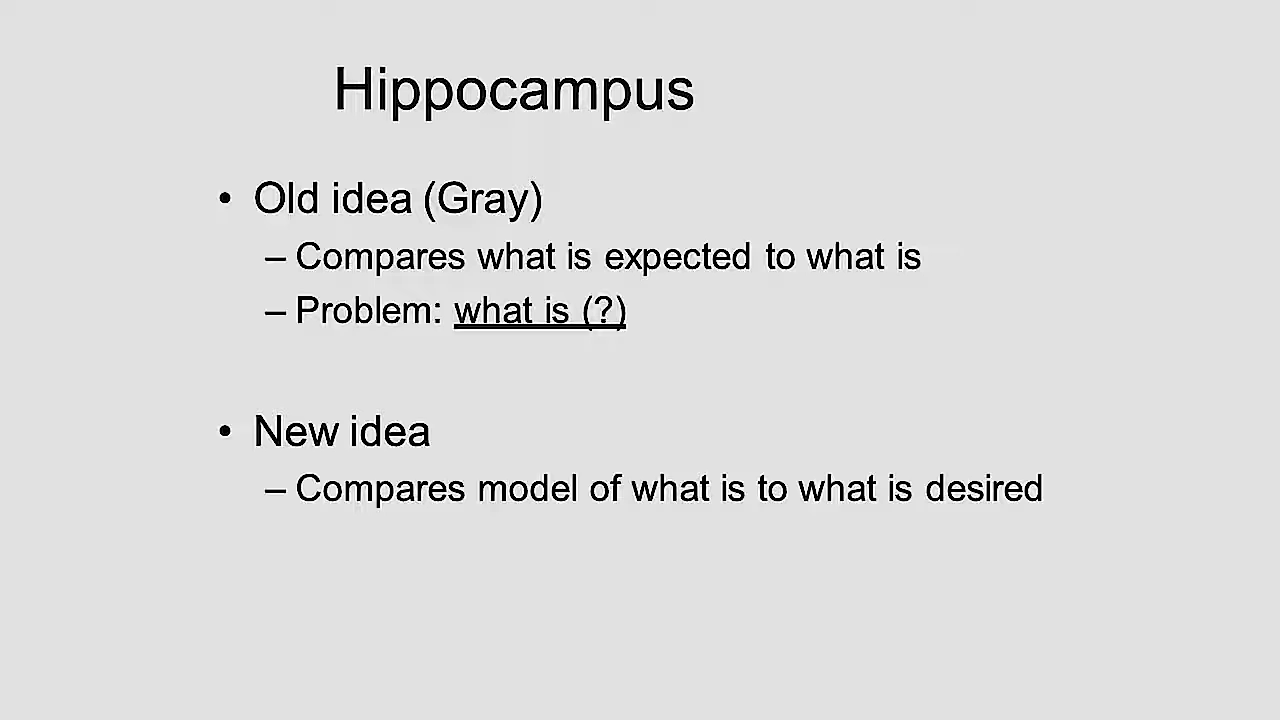 Hippocampus
• Old idea (Gray)
– Compares what is expected to what is
– Problem: what is (?)
• New idea
– Compares model of what is to what is desired